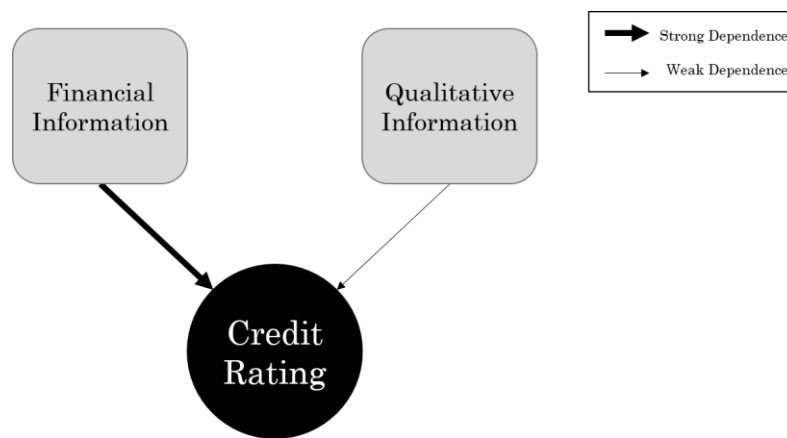 Financial
Information
Qualitative
Information
Strong Dependence
Weak Dependence
Credit
Rating